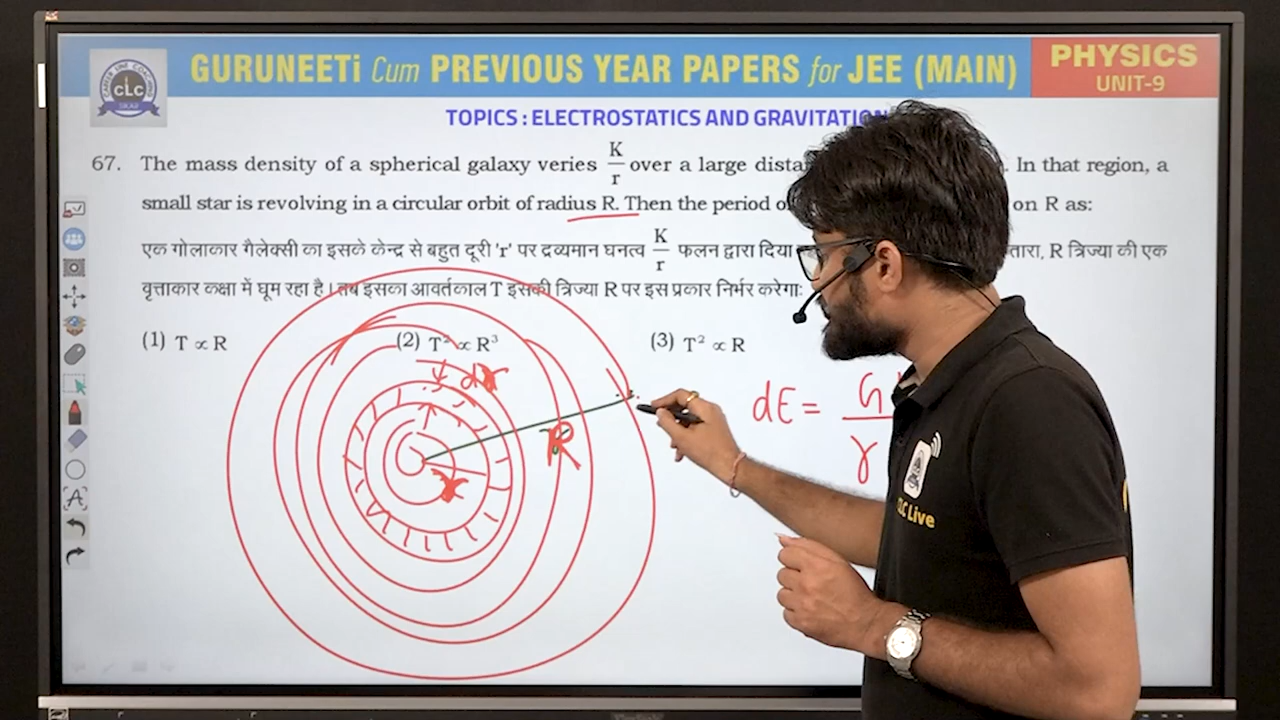 GURUNEETi Cum PREVIOUS YEAR PAPERS for JEE (MAIN)
PHYSICS
UNIT-9
CLC
TOPICS : ELECTROSTATICS AND GRAVITATION
67. The mass density of a spherical galaxy veries K/r over a large dista . In that region, a
small star is revolving in a circular orbit of radius R. Then the period o on R as:
एक गोलाकार गैलेक्सी का इसके केन्द्र से बहुत दूरी 'r' पर द्रव्यमान घनत्व K/r फलन द्वारा दिया तारा, R त्रिज्या की एक
वृत्ताकार कक्षा में घूम रहा है। तब इसका आवर्तकाल T इसकी त्रिज्या R पर इस प्रकार निर्भर करेगा:
(1) T ∝ R (2) T² ∝ R³ (3) T² ∝ R
dr
R
x
dE = G
r
CLC Live